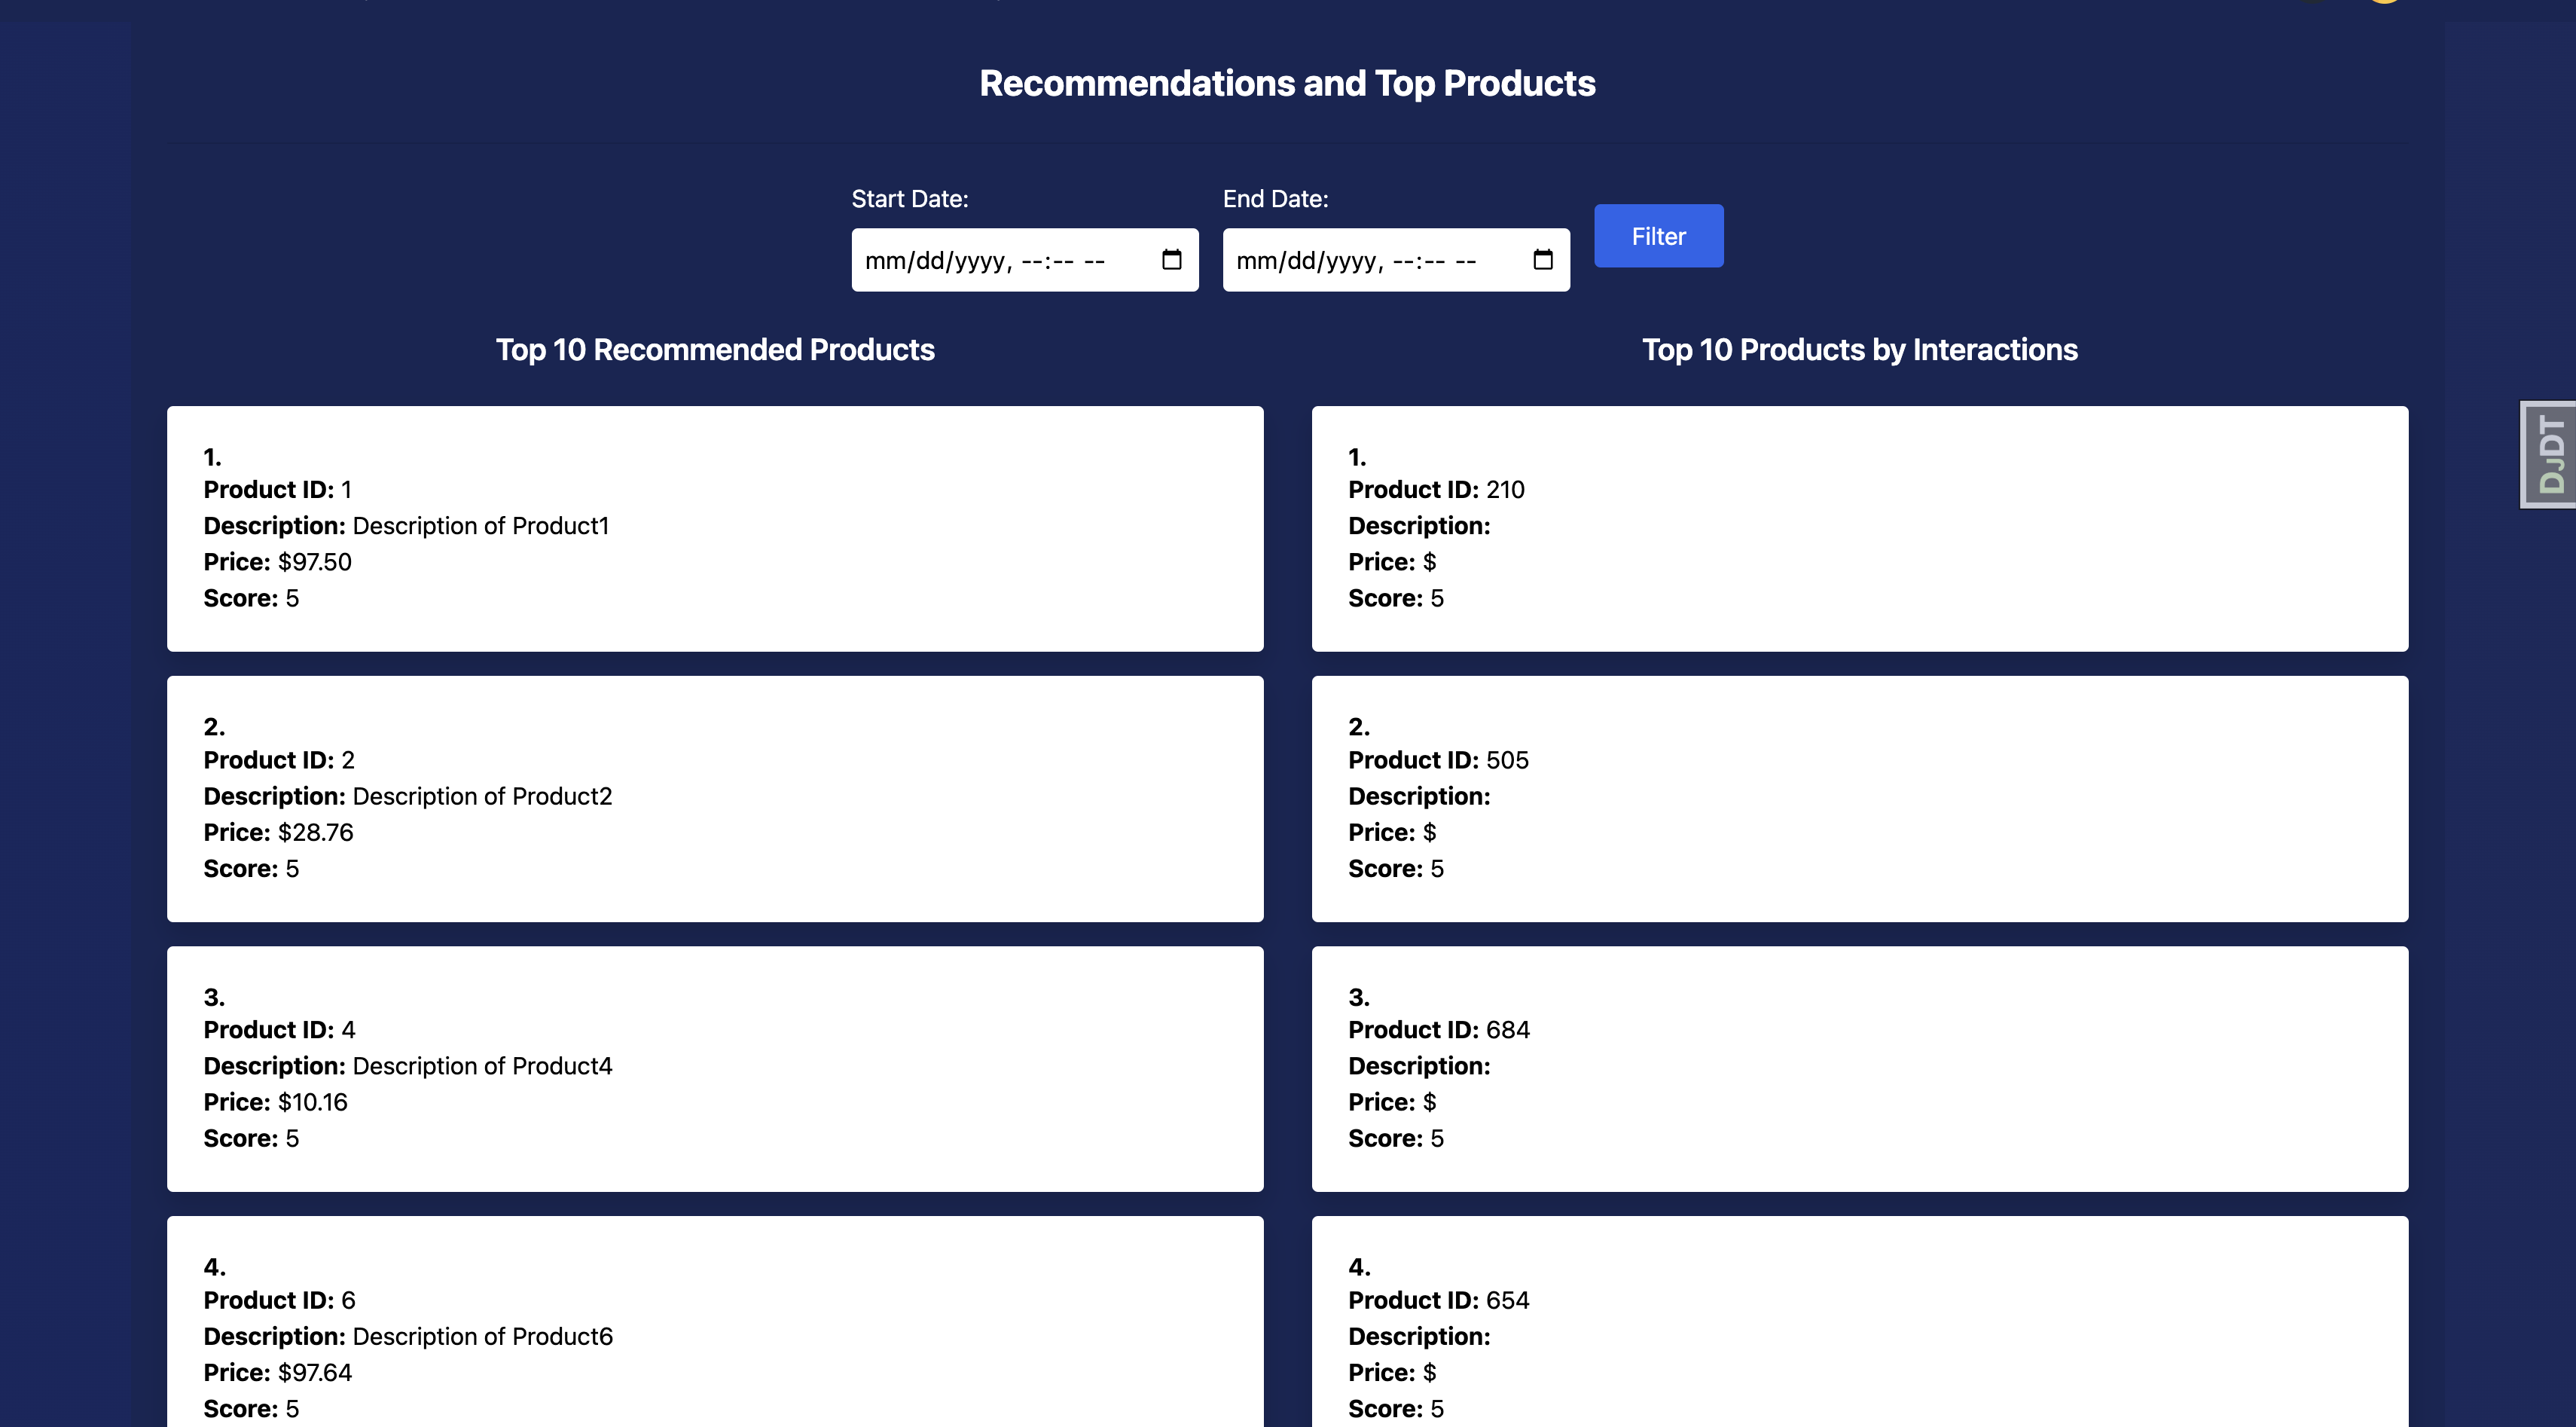 Recommendations and Top Products
Start Date:
End Date:
mm/dd/yyyy, --:-- --
mm/dd/yyyy, --:-- --
Filter
Top 10 Recommended Products
1.
Product ID: 1
Description: Description of Product1
Price: $97.50
Score: 5
2.
Product ID: 2
Description: Description of Product2
Price: $28.76
Score: 5
3.
Product ID: 4
Description: Description of Product4
Price: $10.16
Score: 5
4.
Product ID: 6
Description: Description of Product6
Price: $97.64
Score: 5
Top 10 Products by Interactions
1.
Product ID: 210
Description:
Price: $
Score: 5
2.
Product ID: 505
Description:
Price: $
Score: 5
3.
Product ID: 684
Description:
Price: $
Score: 5
4.
Product ID: 654
Description:
Price: $
Score: 5
DJDT